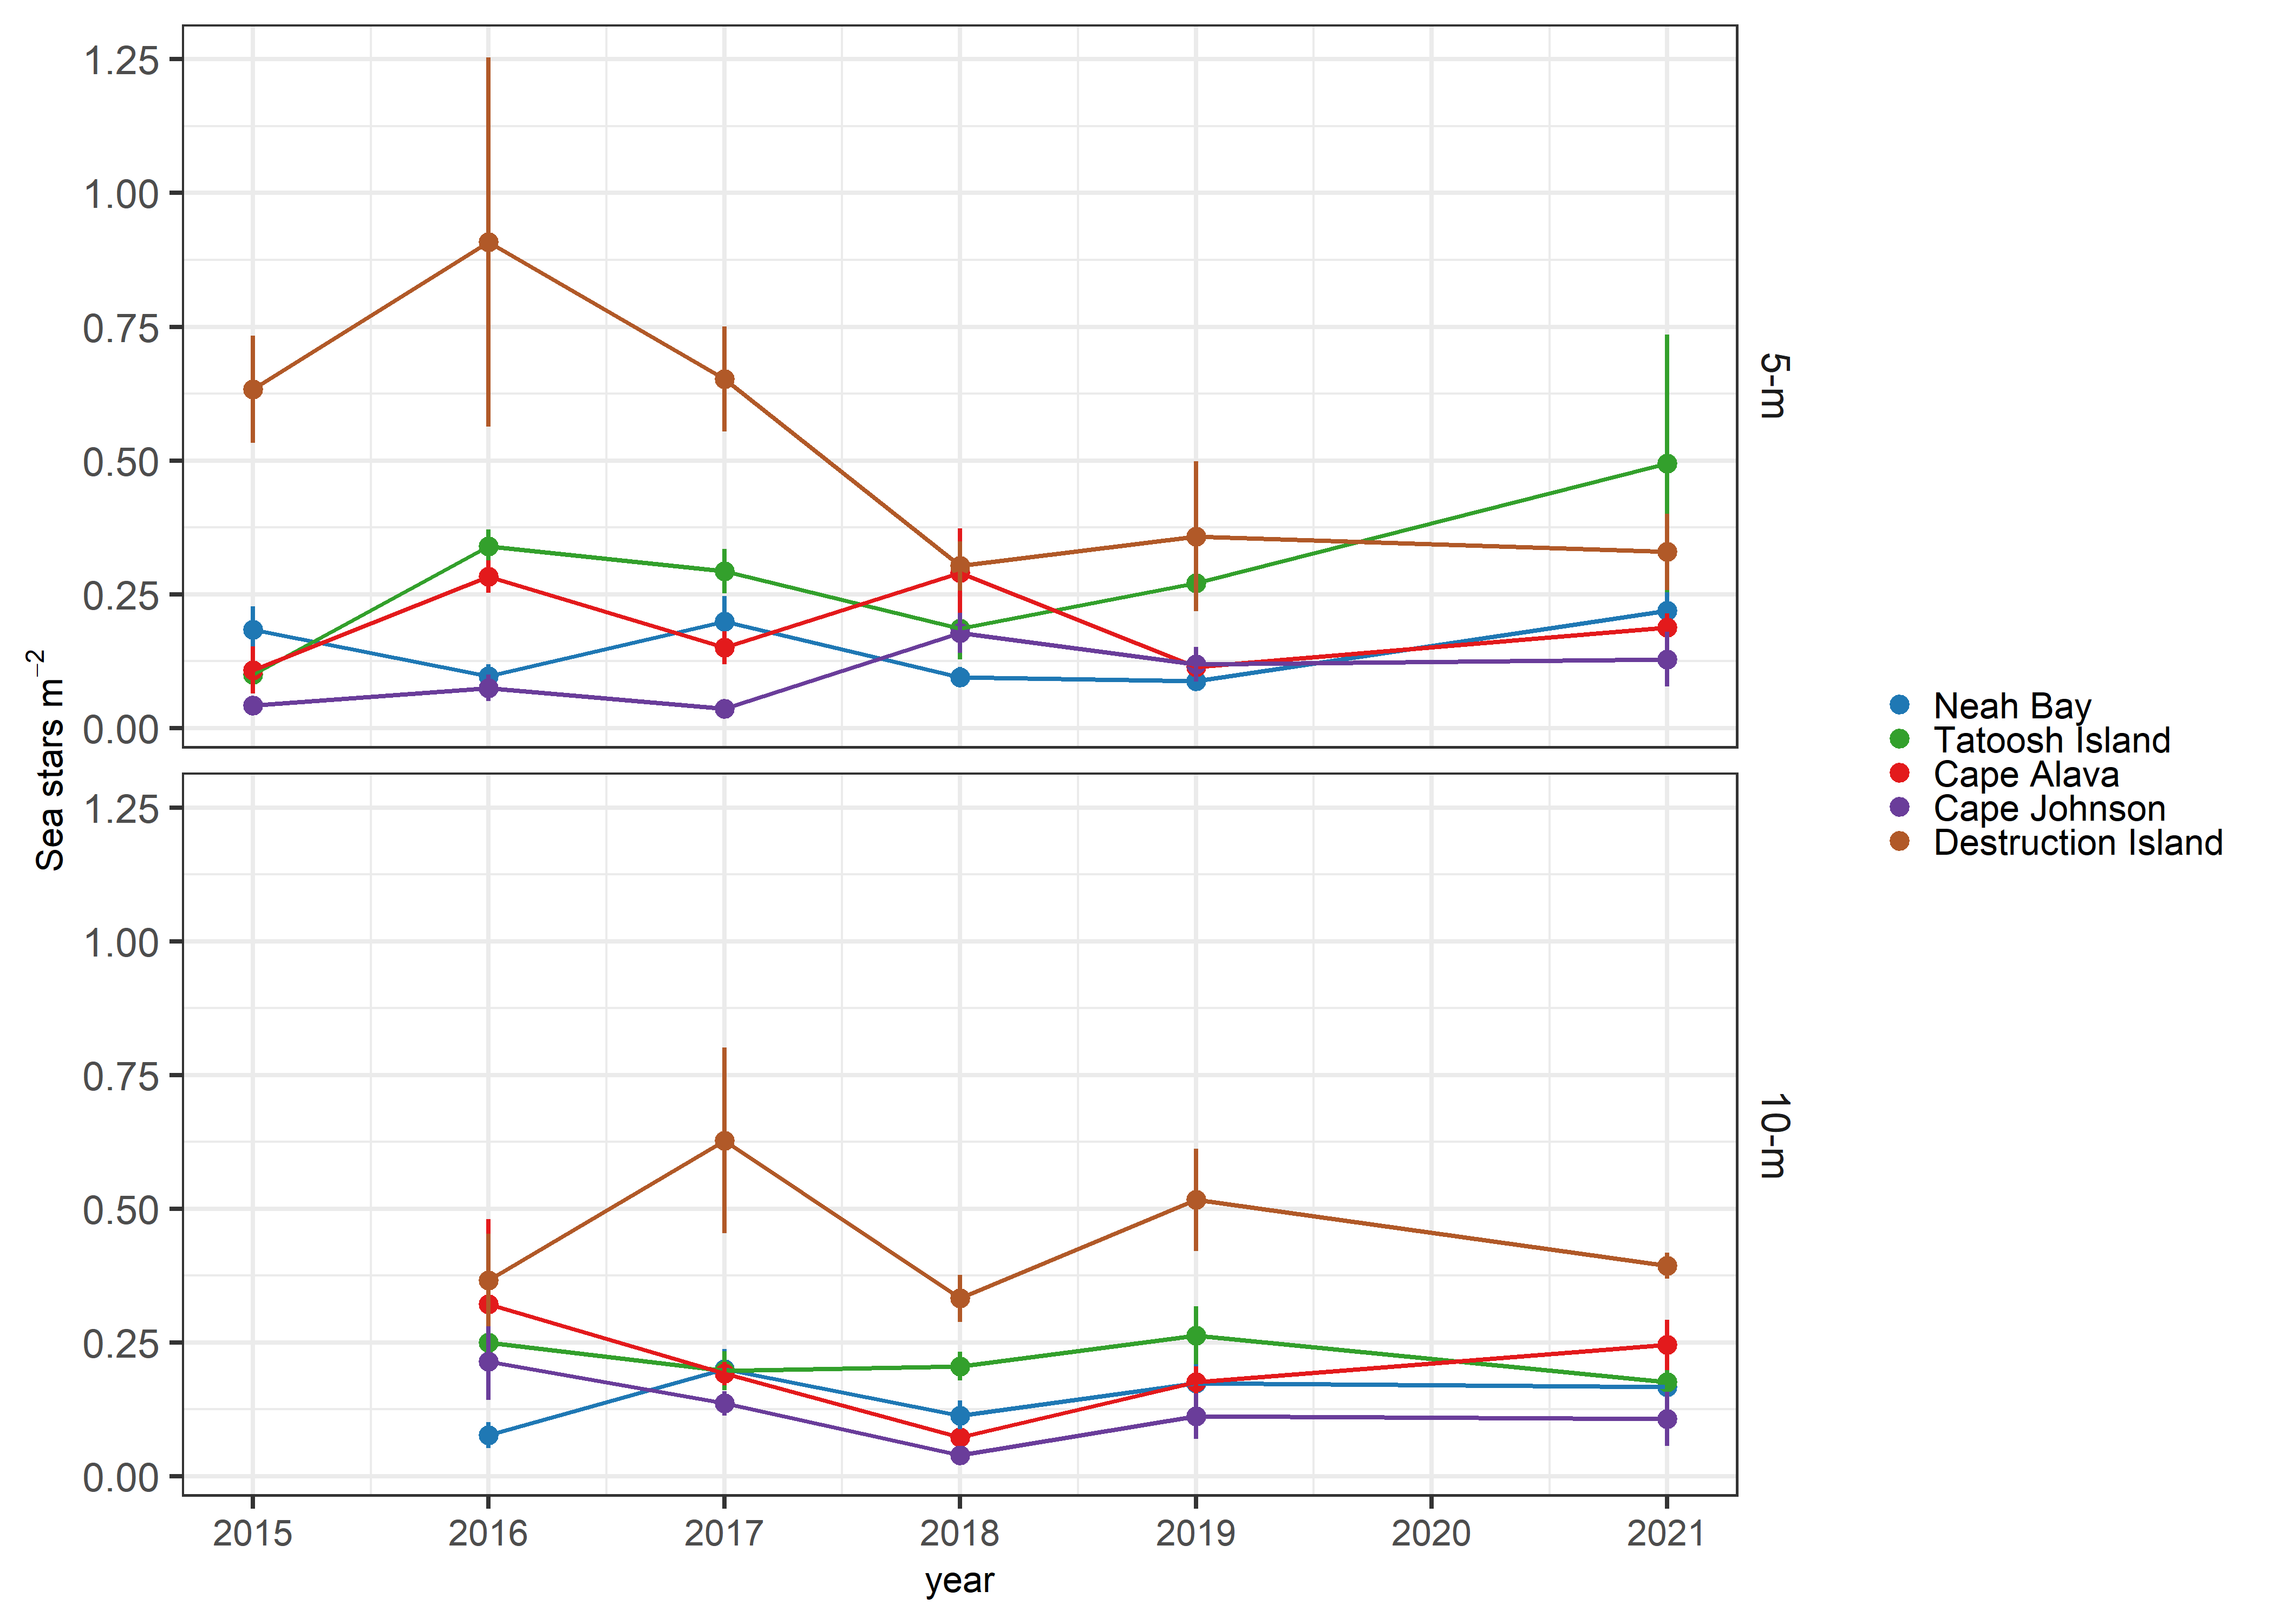 Sea stars m⁻²
1.25
1.00
0.75
0.50
0.25
0.00
5-m
1.25
1.00
0.75
0.50
0.25
0.00
10-m
2015 2016 2017 2018 2019 2020 2021
year
Neah Bay
Tatoosh Island
Cape Alava
Cape Johnson
Destruction Island